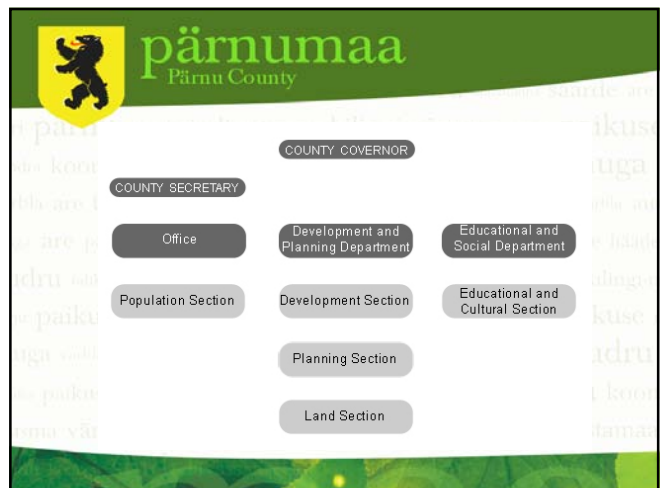 pärnumaa
Pärnu County
COUNTY GOVERNOR
COUNTY SECRETARY
Office
Development and
Planning Department
Educational and
Social Department
Population Section
Development Section
Educational and
Cultural Section
Planning Section
Land Section